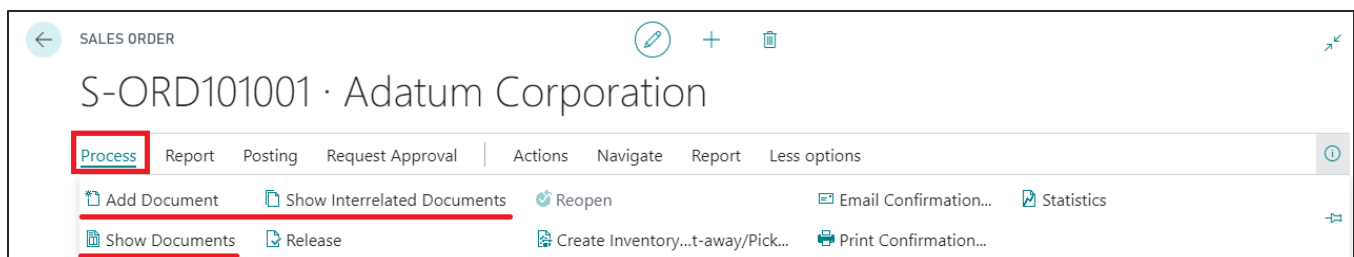 SALES ORDER
S-ORD101001 · Adatum Corporation
Process Report Posting Request Approval Actions Navigate Report Less options
Add Document Show Interrelated Documents Reopen Email Confirmation... Statistics
Show Documents Release Create Inventory...t-away/Pick... Print Confirmation...